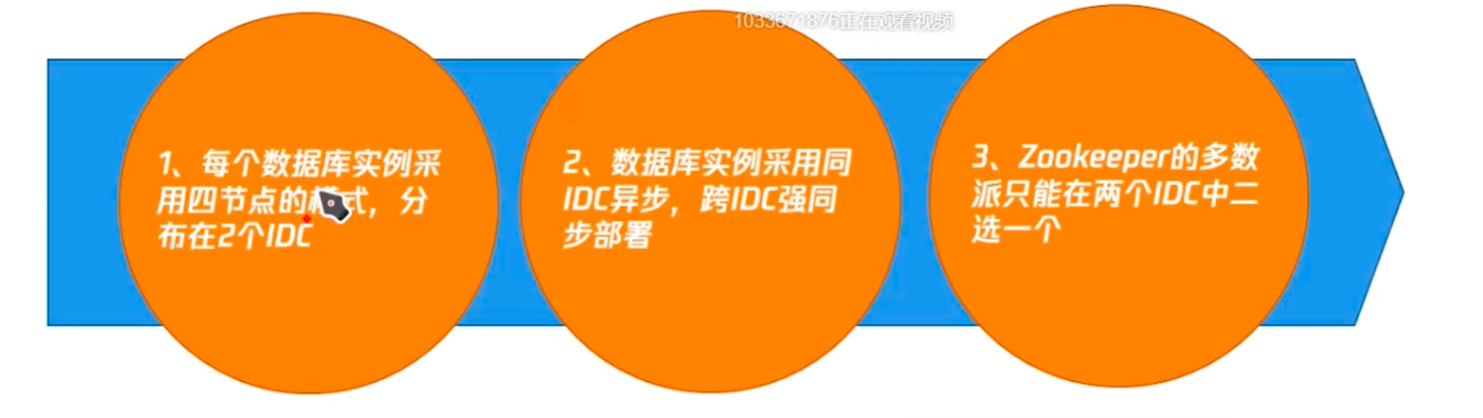 1033671876正在观看视频
1、每个数据库实例采
用四节点的式，分
布在2个IDC
2、数据库实例采用同
IDC异步，跨IDC强同
步部署
3、Zookeeper的多数
派只能在两个IDC中二
选一个